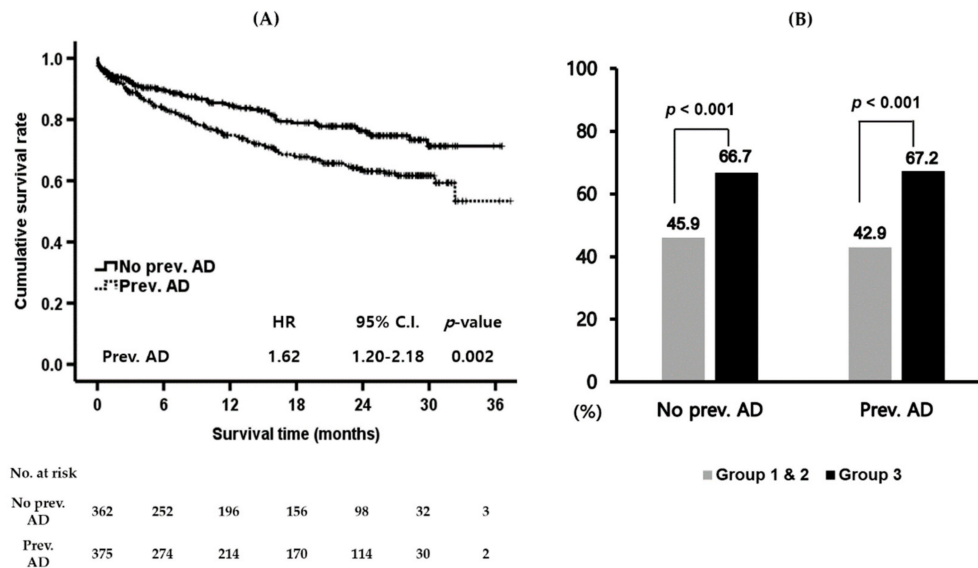 (A)
1.0
0.8
0.6
0.4
0.2
0.0
Cumulative survival rate
No prev. AD
Prev. AD
HR 95% C.I. p-value
Prev. AD 1.62 1.20-2.18 0.002
0 6 12 18 24 30 36
Survival time (months)
No. at risk
No prev. AD 362 252 196 156 98 32 3
Prev. AD 375 274 214 170 114 30 2
(B)
100
80
60
40
20
0
(%)
p < 0.001
p < 0.001
45.9
66.7
42.9
67.2
No prev. AD
Prev. AD
Group 1 & 2
Group 3